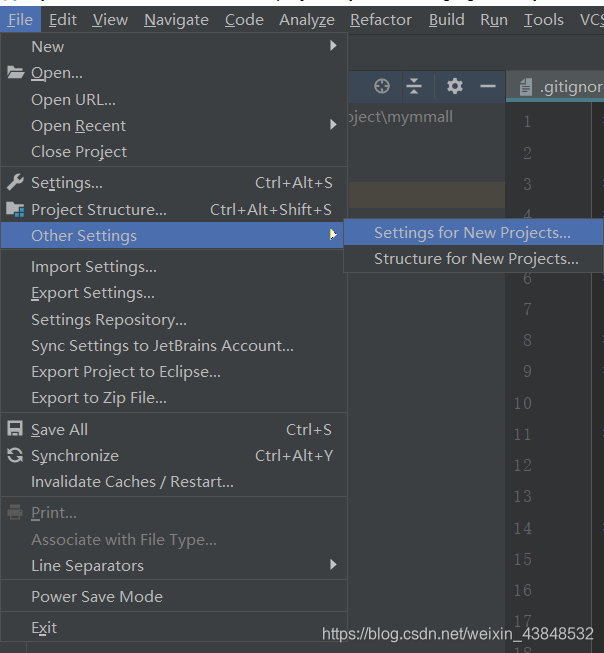 File Edit View Navigate Code Analyze Refactor Build Run Tools VCS
New
Open...
Open URL...
Open Recent
Close Project
Settings... Ctrl+Alt+S
Project Structure... Ctrl+Alt+Shift+S
Other Settings
Settings for New Projects...
Structure for New Projects...
Import Settings...
Export Settings...
Settings Repository...
Sync Settings to JetBrains Account...
Export Project to Eclipse...
Export to Zip File...
Save All Ctrl+S
Synchronize Ctrl+Alt+Y
Invalidate Caches / Restart...
Print...
Associate with File Type...
Line Separators
Power Save Mode
Exit
.gitignor
oject\mymmall
1
2
3
4
6
7
8
9
10
11
12
13
14
15
16
17
18
https://blog.csdn.net/weixin_43848532